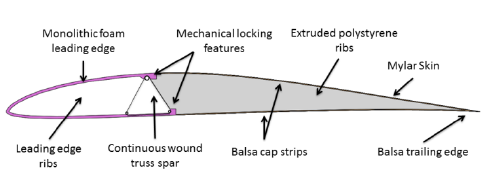 Monolithic foam
leading edge
Mechanical locking
features
Extruded polystyrene
ribs
Mylar Skin
Leading edge
ribs
Continuous wound
truss spar
Balsa cap strips
Balsa trailing edge